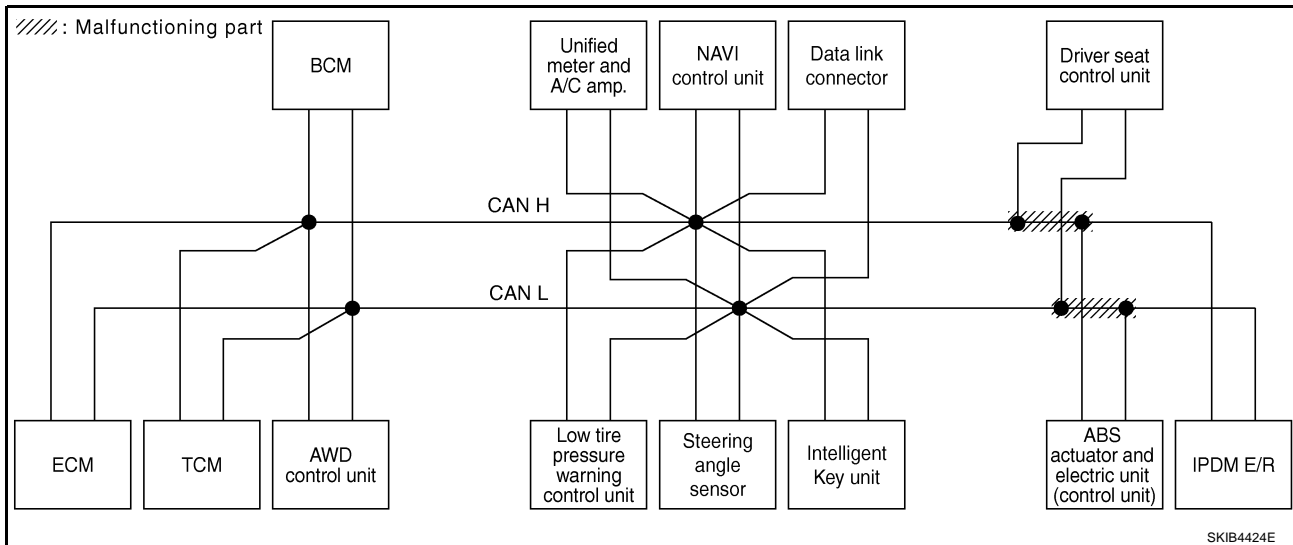 : Malfunctioning part
BCM
Unified
meter and
A/C amp.
NAVI
control unit
Data link
connector
Driver seat
control unit
CAN H
CAN L
ECM
TCM
AWD
control unit
Low tire
pressure
warning
control unit
Steering
angle
sensor
Intelligent
Key unit
ABS
actuator and
electric unit
(control unit)
IPDM E/R
SKIB4424E